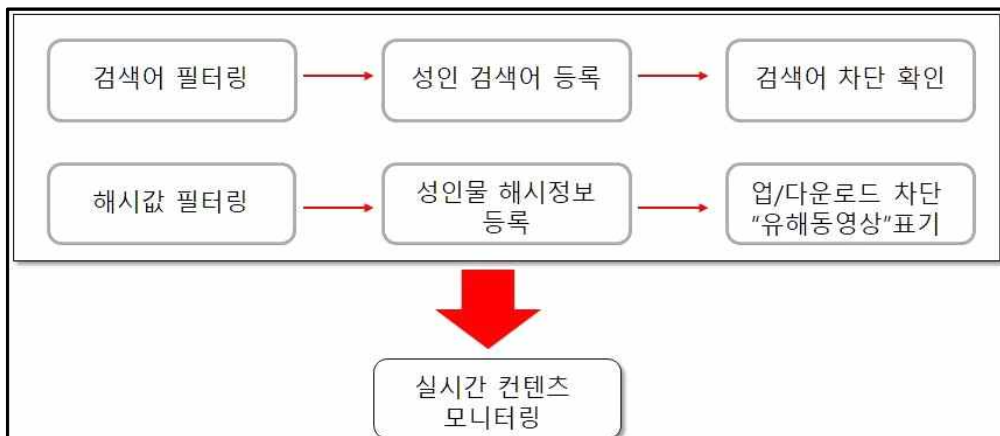 검색어 필터링
성인 검색어 등록
검색어 차단 확인
해시값 필터링
성인물 해시정보
등록
업/다운로드 차단
"유해동영상"표기
실시간 컨텐츠
모니터링